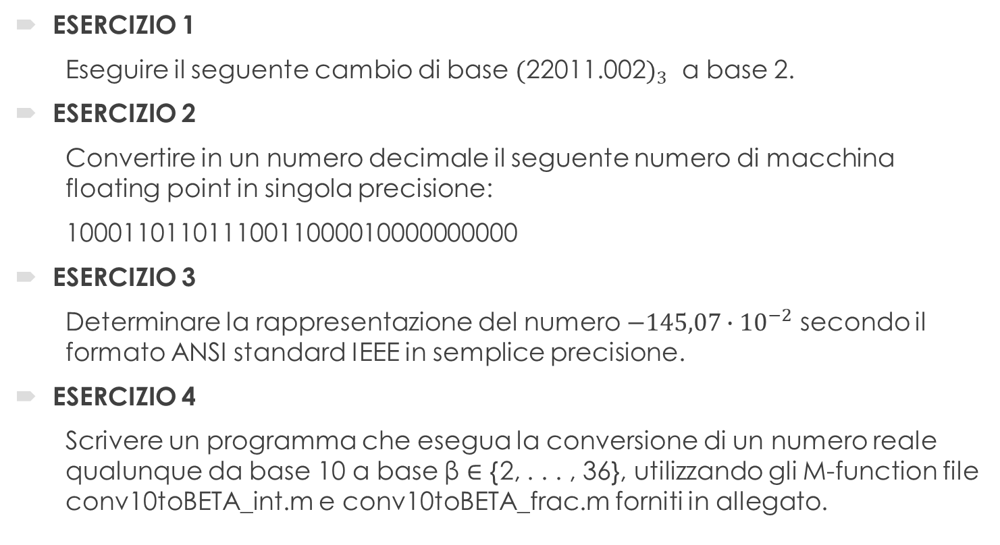 ESERCIZIO 1
Eseguire il seguente cambio di base (22011.002)₃ a base 2.
ESERCIZIO 2
Convertire in un numero decimale il seguente numero di macchina
floating point in singola precisione:
10001101101110011000010000000000
ESERCIZIO 3
Determinare la rappresentazione del numero −145,07 · 10⁻² secondo il
formato ANSI standard IEEE in semplice precisione.
ESERCIZIO 4
Scrivere un programma che esegua la conversione di un numero reale
qualunque da base 10 a base β ∈ {2, . . . , 36}, utilizzando gli M-function file
conv10toBETA_int.m e conv10toBETA_frac.m forniti in allegato.